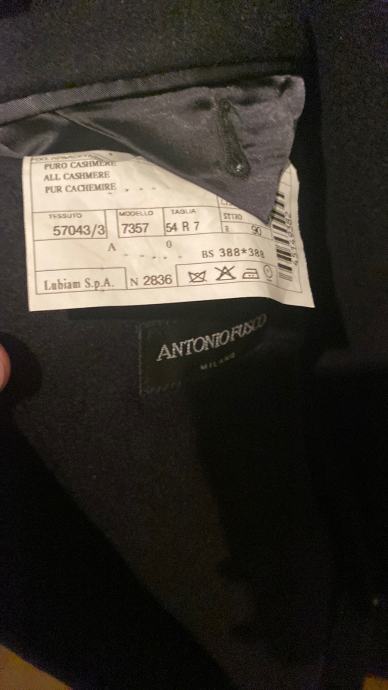 PURO CASHMERE
ALL CASHMERE
PUR CACHEMIRE
TESSUTO MODELLO TAGLIA
57043/3 7357 54 R 7 R 90
A 0
BS 388*388
Lubiam S.p.A. N 2836
ANTONIO FUSCO
MILANO